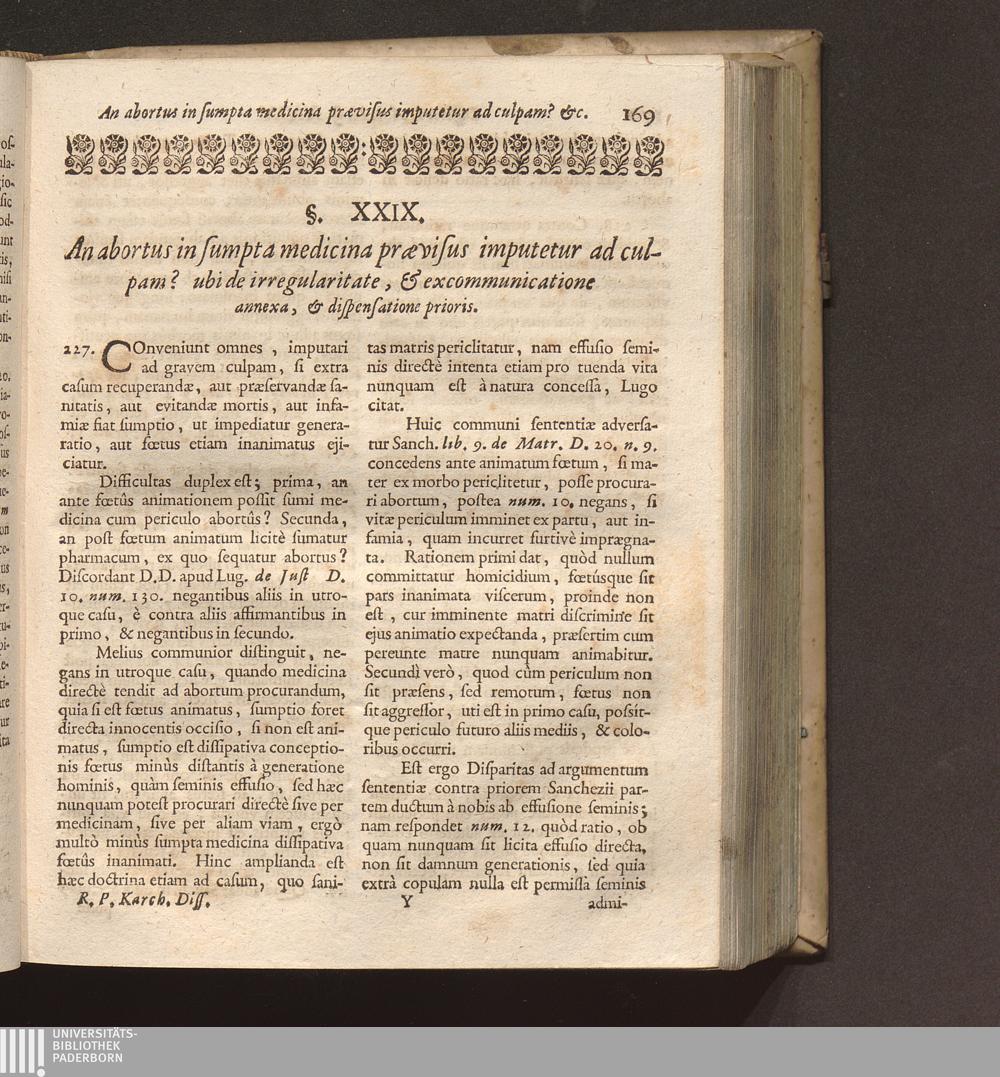 An abortus in ſumpta medicina præviſus imputetur ad culpam? &c. 169
§. XXIX.
An abortus in ſumpta medicina præviſus imputetur ad cul-
pam? ubi de irregularitate, & excommunicatione
annexa, & diſpenſatione prioris.
227. COnveniunt omnes, imputari
ad gravem culpam, ſi extra
caſum recuperandæ, aut præſervandæ ſa-
nitatis, aut evitandæ mortis, aut infa-
miæ fiat ſumptio, ut impediatur genera-
ratio, aut fœtus etiam inanimatus eji-
ciatur.
Difficultas duplex eſt; prima, an
ante fœtûs animationem poſſit ſumi me-
dicina cum periculo abortûs? Secunda,
an poſt fœtum animatum licitè ſumatur
pharmacum, ex quo ſequatur abortus?
Diſcordant D.D. apud Lug. de Juſt D.
10. num. 130. negantibus aliis in utro-
que caſu, è contra aliis affirmantibus in
primo, & negantibus in ſecundo.
Melius communior diſtinguit, ne-
gans in utroque caſu, quando medicina
directè tendit ad abortum procurandum,
quia ſi eſt fœtus animatus, ſumptio foret
directa innocentis occiſio, ſi non eſt ani-
matus, ſumptio eſt diſſipativa conceptio-
nis fœtus minùs diſtantis à generatione
hominis, quàm ſeminis effuſio, ſed hæc
nunquam poteſt procurari directè ſive per
medicinam, ſive per aliam viam, ergò
multò minùs ſumpta medicina diſſipativa
fœtûs inanimati. Hinc amplianda eſt
hæc doctrina etiam ad caſum, quo ſani-
R. P. Karch. Diſſ.
tas matris periclitatur, nam effuſio ſemi-
nis directè intenta etiam pro tuenda vita
nunquam eſt à natura conceſſa, Lugo
citat.
Huic communi ſententiæ adverſa-
tur Sanch. lib. 9. de Matr. D. 20. n. 9.
concedens ante animatum fœtum, ſi ma-
ter ex morbo periclitetur, poſſe procura-
ri abortum, poſtea num. 10. negans, ſi
vitæ periculum imminet ex partu, aut in-
famia, quam incurret furtivè imprægna-
ta. Rationem primi dat, quòd nullum
committatur homicidium, fœtúsque ſit
pars inanimata viſcerum, proinde non
eſt, cur imminente matri diſcrimine ſit
ejus animatio expectanda, præſertim cum
pereunte matre nunquam animabitur.
Secundi verò, quod cùm periculum non
ſit præſens, ſed remotum, fœtus non
ſit aggreſſor, uti eſt in primo caſu, poſſít-
que periculo futuro aliis mediis, & colo-
ribus occurri.
Eſt ergo Diſparitas ad argumentum
ſententiæ contra priorem Sanchezii par-
tem ductum à nobis ab effuſione ſeminis;
nam reſpondet num. 12. quòd ratio, ob
quam nunquam ſit licita effuſio directa,
non ſit damnum generationis, ſed quia
extrà copulam nulla eſt permiſſa ſeminis
Y admi-
UNIVERSITÄTS-
BIBLIOTHEK
PADERBORN